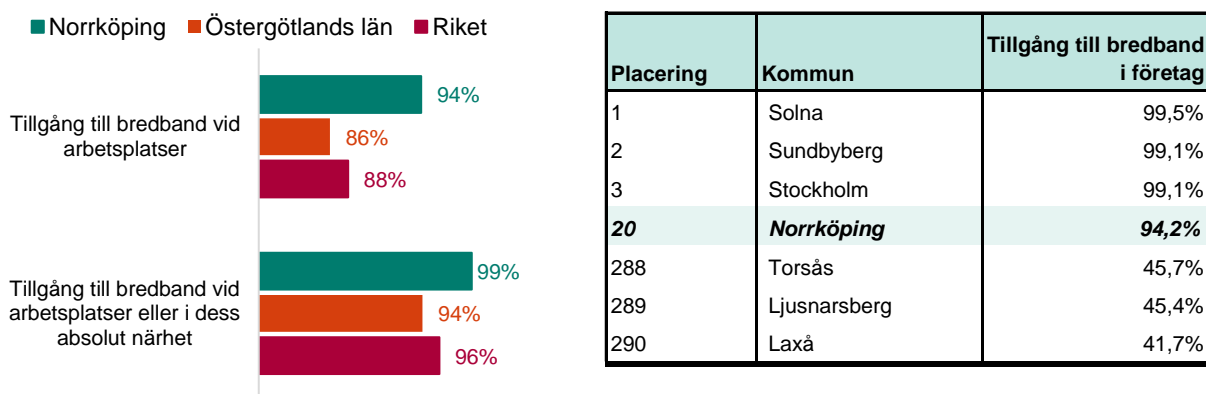 Norrköping Östergötlands län Riket
Tillgång till bredband vid
arbetsplatser
94%
86%
88%
Tillgång till bredband vid
arbetsplatser eller i dess
absolut närhet
99%
94%
96%
Tillgång till bredband
Placering Kommun i företag
1 Solna 99,5%
2 Sundbyberg 99,1%
3 Stockholm 99,1%
20 Norrköping 94,2%
288 Torsås 45,7%
289 Ljusnarsberg 45,4%
290 Laxå 41,7%